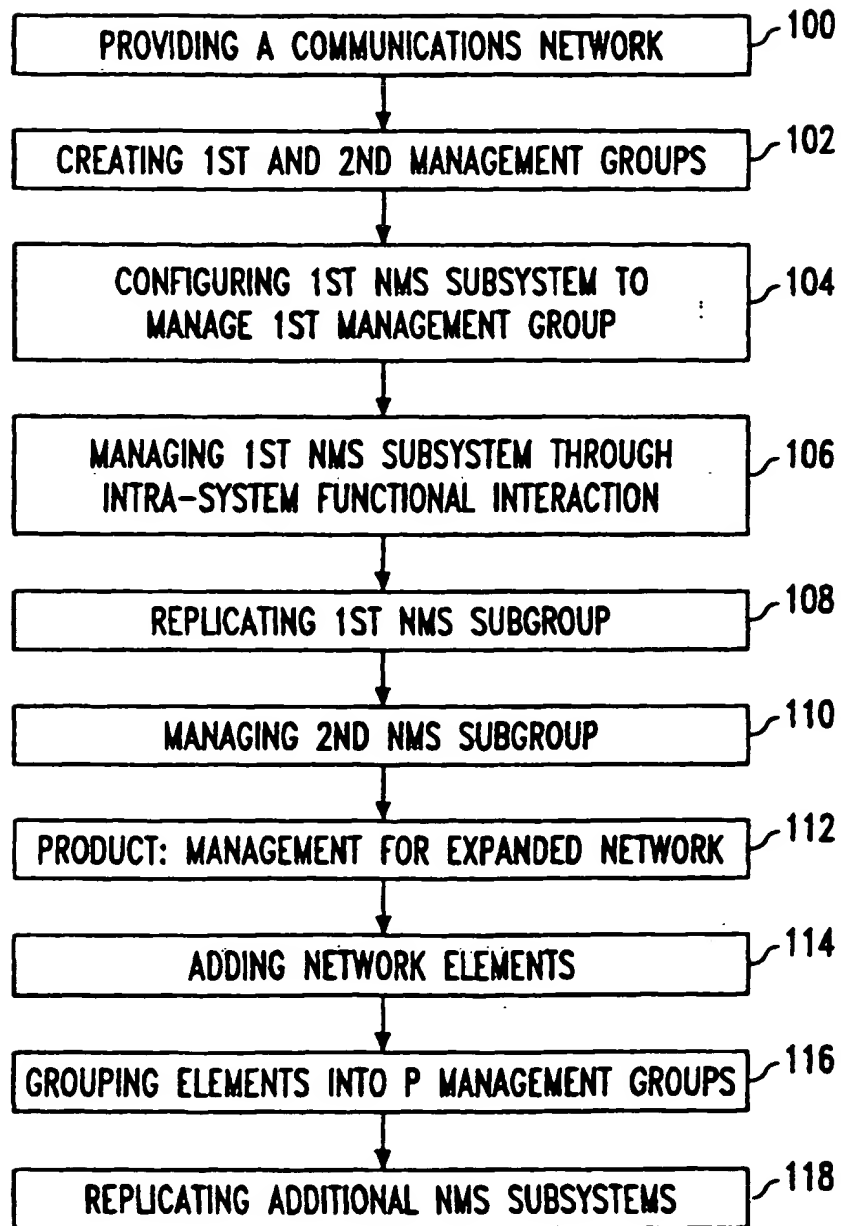 PROVIDING A COMMUNICATIONS NETWORK 100
CREATING 1ST AND 2ND MANAGEMENT GROUPS 102
CONFIGURING 1ST NMS SUBSYSTEM TO
MANAGE 1ST MANAGEMENT GROUP 104
MANAGING 1ST NMS SUBSYSTEM THROUGH
INTRA-SYSTEM FUNCTIONAL INTERACTION 106
REPLICATING 1ST NMS SUBGROUP 108
MANAGING 2ND NMS SUBGROUP 110
PRODUCT: MANAGEMENT FOR EXPANDED NETWORK 112
ADDING NETWORK ELEMENTS 114
GROUPING ELEMENTS INTO P MANAGEMENT GROUPS 116
REPLICATING ADDITIONAL NMS SUBSYSTEMS 118